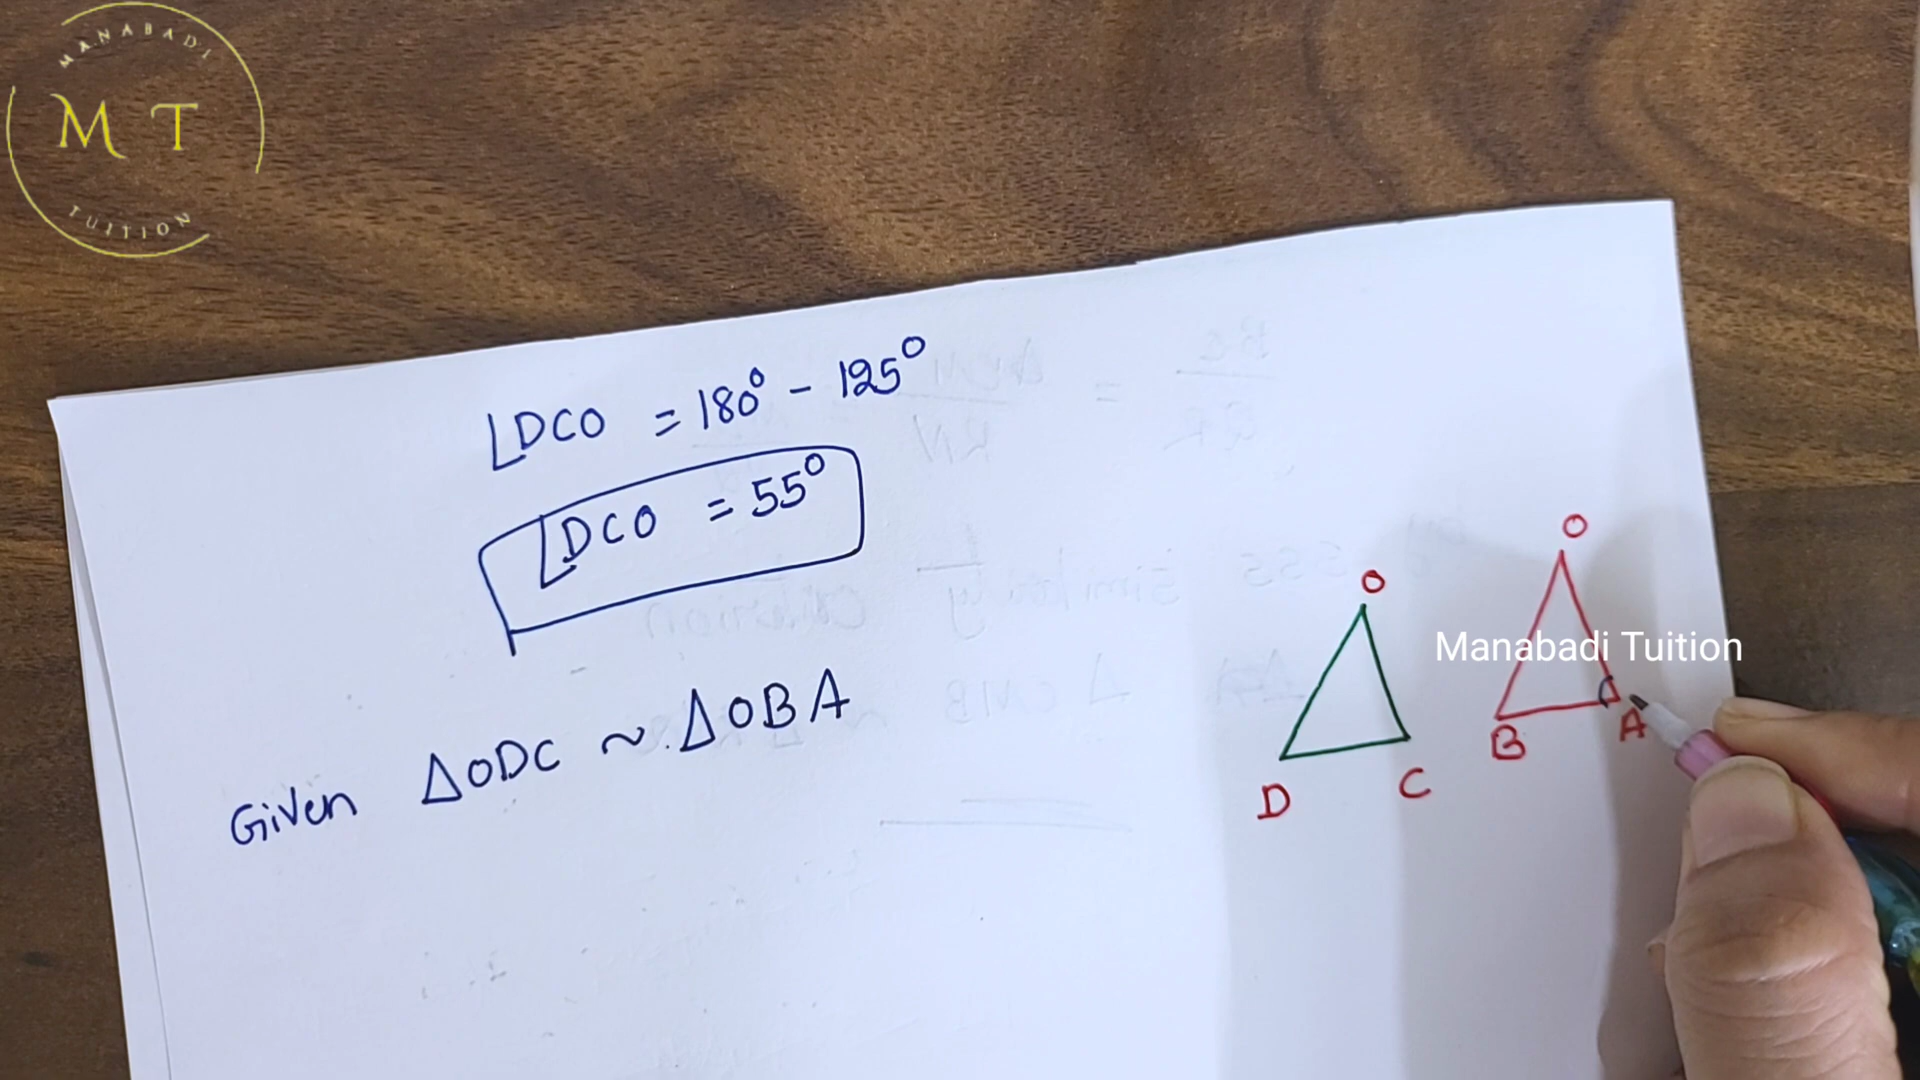 MANABADI
M T
TUITION
∠DCO = 180° - 125°
∠DCO = 55°
Given ΔODC ~ ΔOBA
O
O
Manabadi Tuition
B A
D C